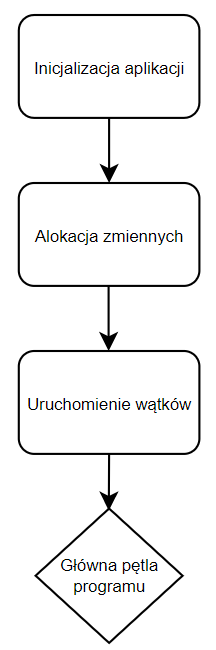 Inicjalizacja aplikacji
Alokacja zmiennych
Uruchomienie wątków
Główna pętla
programu